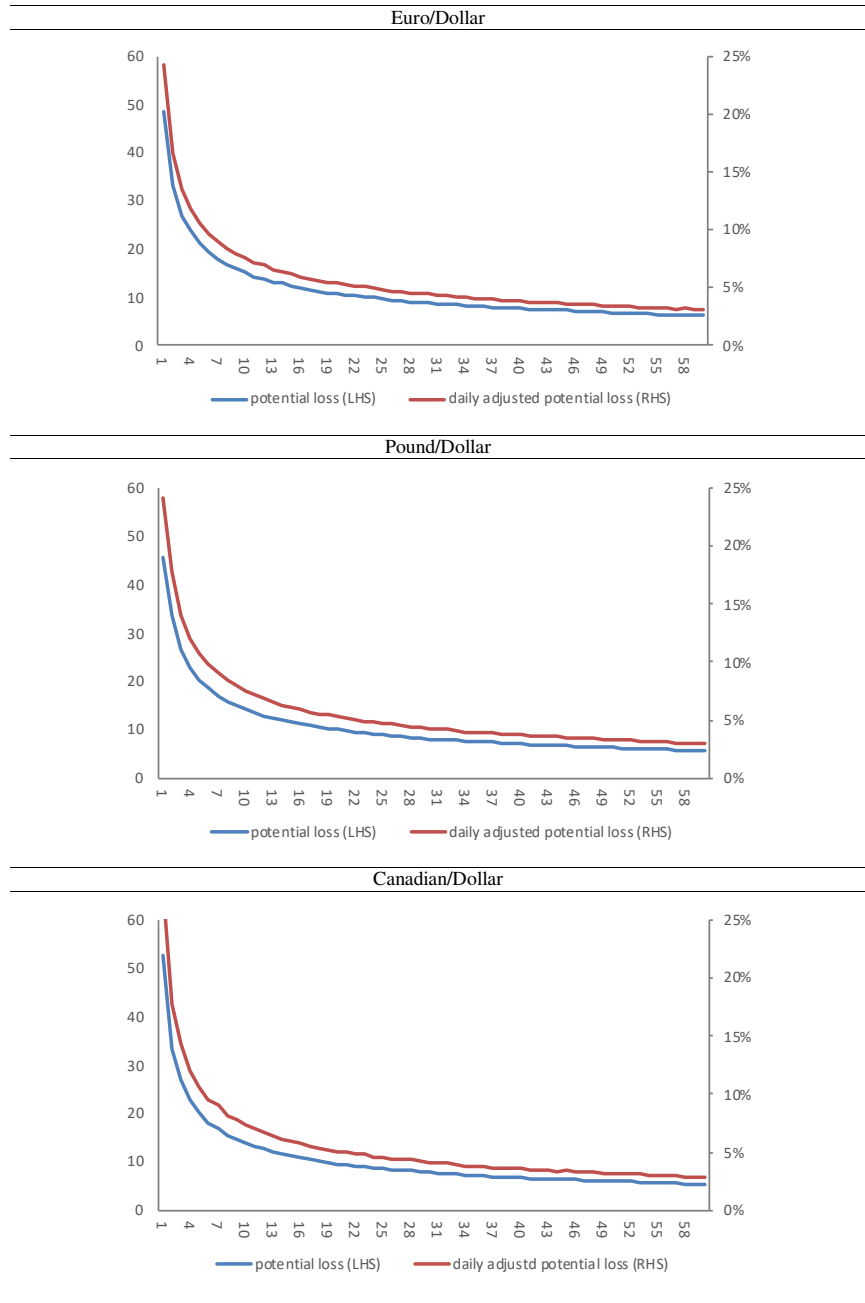 Euro/Dollar
60 25%
50 20%
40 15%
30 10%
20 5%
10 0%
0
1 4 7 10 13 16 19 22 25 28 31 34 37 40 43 46 49 52 55 58
potential loss (LHS) daily adjusted potential loss (RHS)
Pound/Dollar
60 25%
50 20%
40 15%
30 10%
20 5%
10 0%
0
1 4 7 10 13 16 19 22 25 28 31 34 37 40 43 46 49 52 55 58
potential loss (LHS) daily adjusted potential loss (RHS)
Canadian/Dollar
60 25%
50 20%
40 15%
30 10%
20 5%
10 0%
0
1 4 7 10 13 16 19 22 25 28 31 34 37 40 43 46 49 52 55 58
potential loss (LHS) daily adjustd potential loss (RHS)